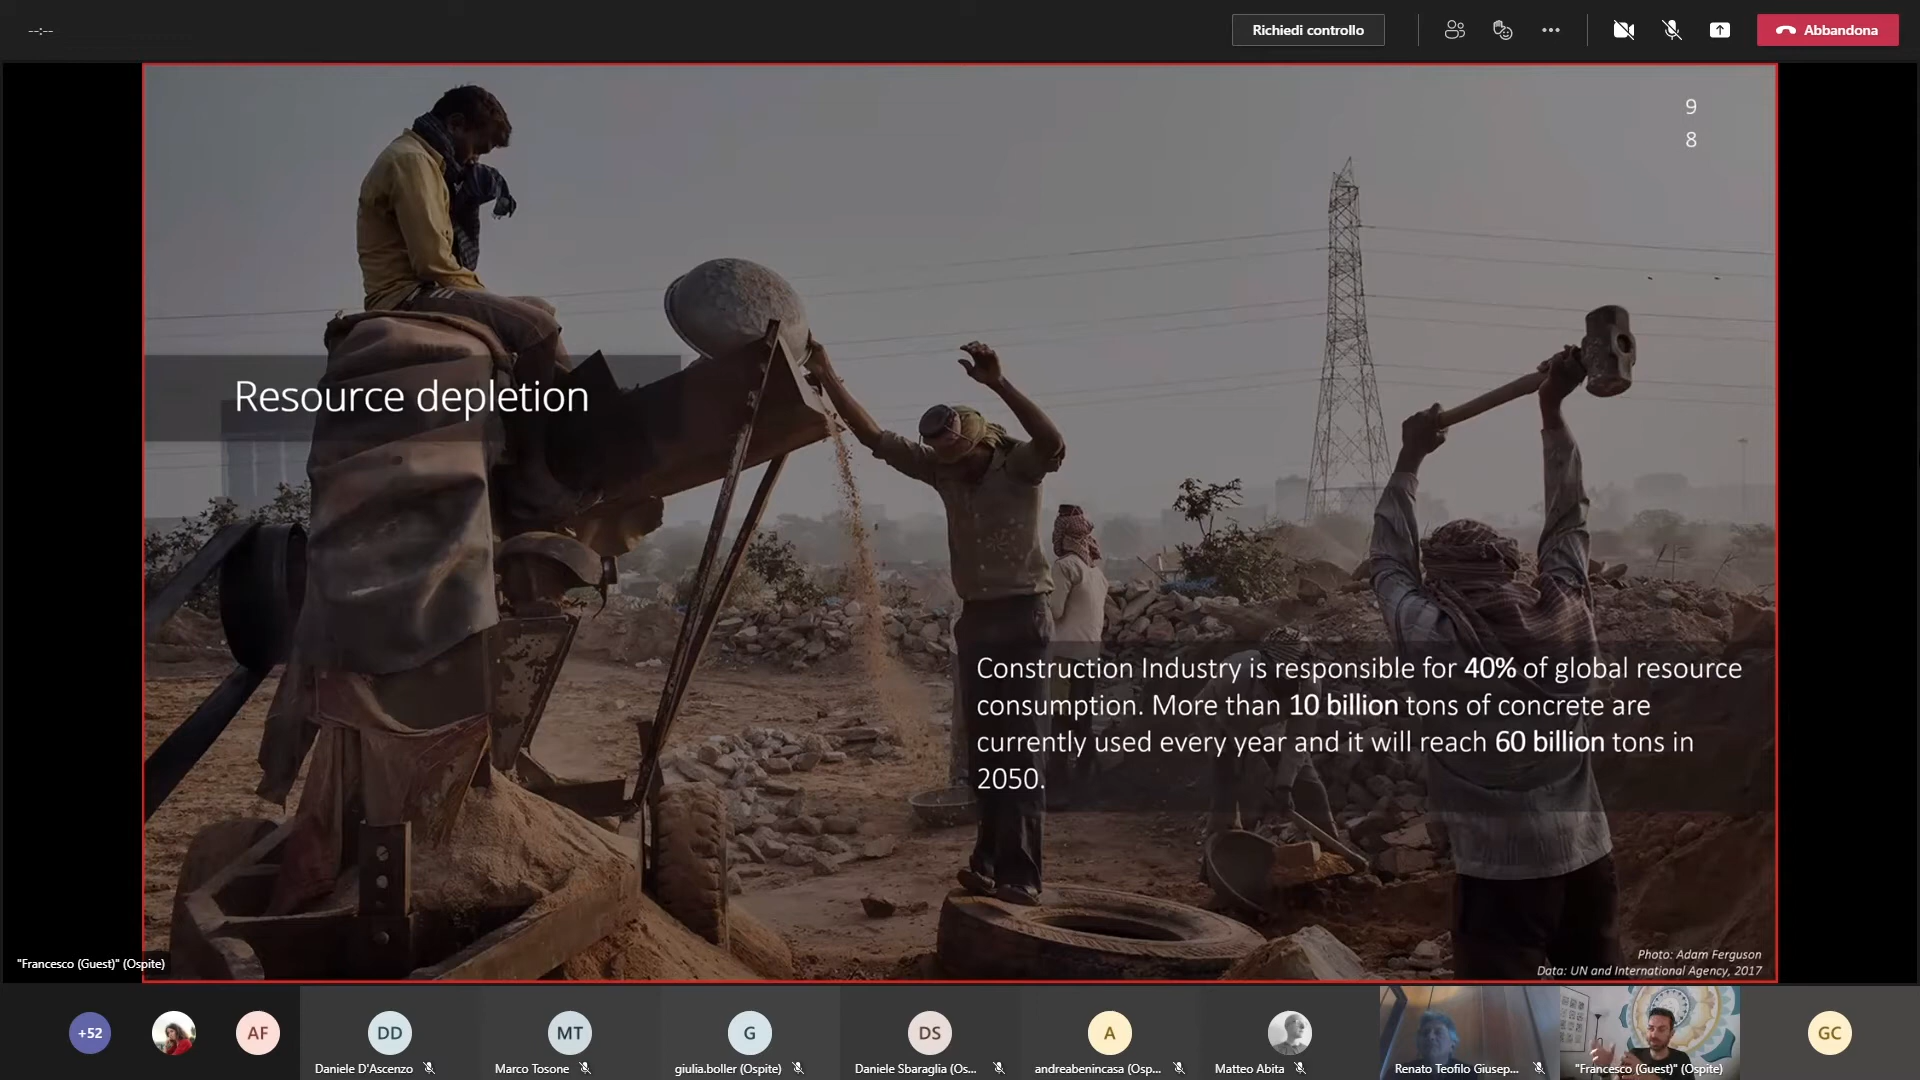 --:--
Richiedi controllo
Abbandona
9
8
Resource depletion
Construction Industry is responsible for 40% of global resource
consumption. More than 10 billion tons of concrete are
currently used every year and it will reach 60 billion tons in
2050.
Photo: Adam Ferguson
Data: UN and International Agency, 2017
"Francesco (Guest)" (Ospite)
+52
AF
DD
Daniele D'Ascenzo
MT
Marco Tosone
G
giulia.boller (Ospite)
DS
Daniele Sbaraglia (Os...
A
andreabenincasa (Osp...
Matteo Abita
Renato Teofilo Giusep...
"Francesco (Guest)" (Ospite)
GC